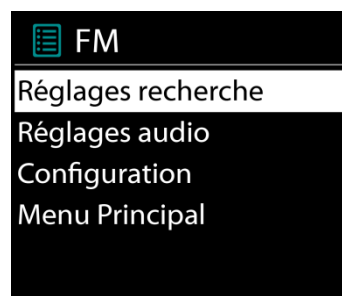 FM
Réglages recherche
Réglages audio
Configuration
Menu Principal